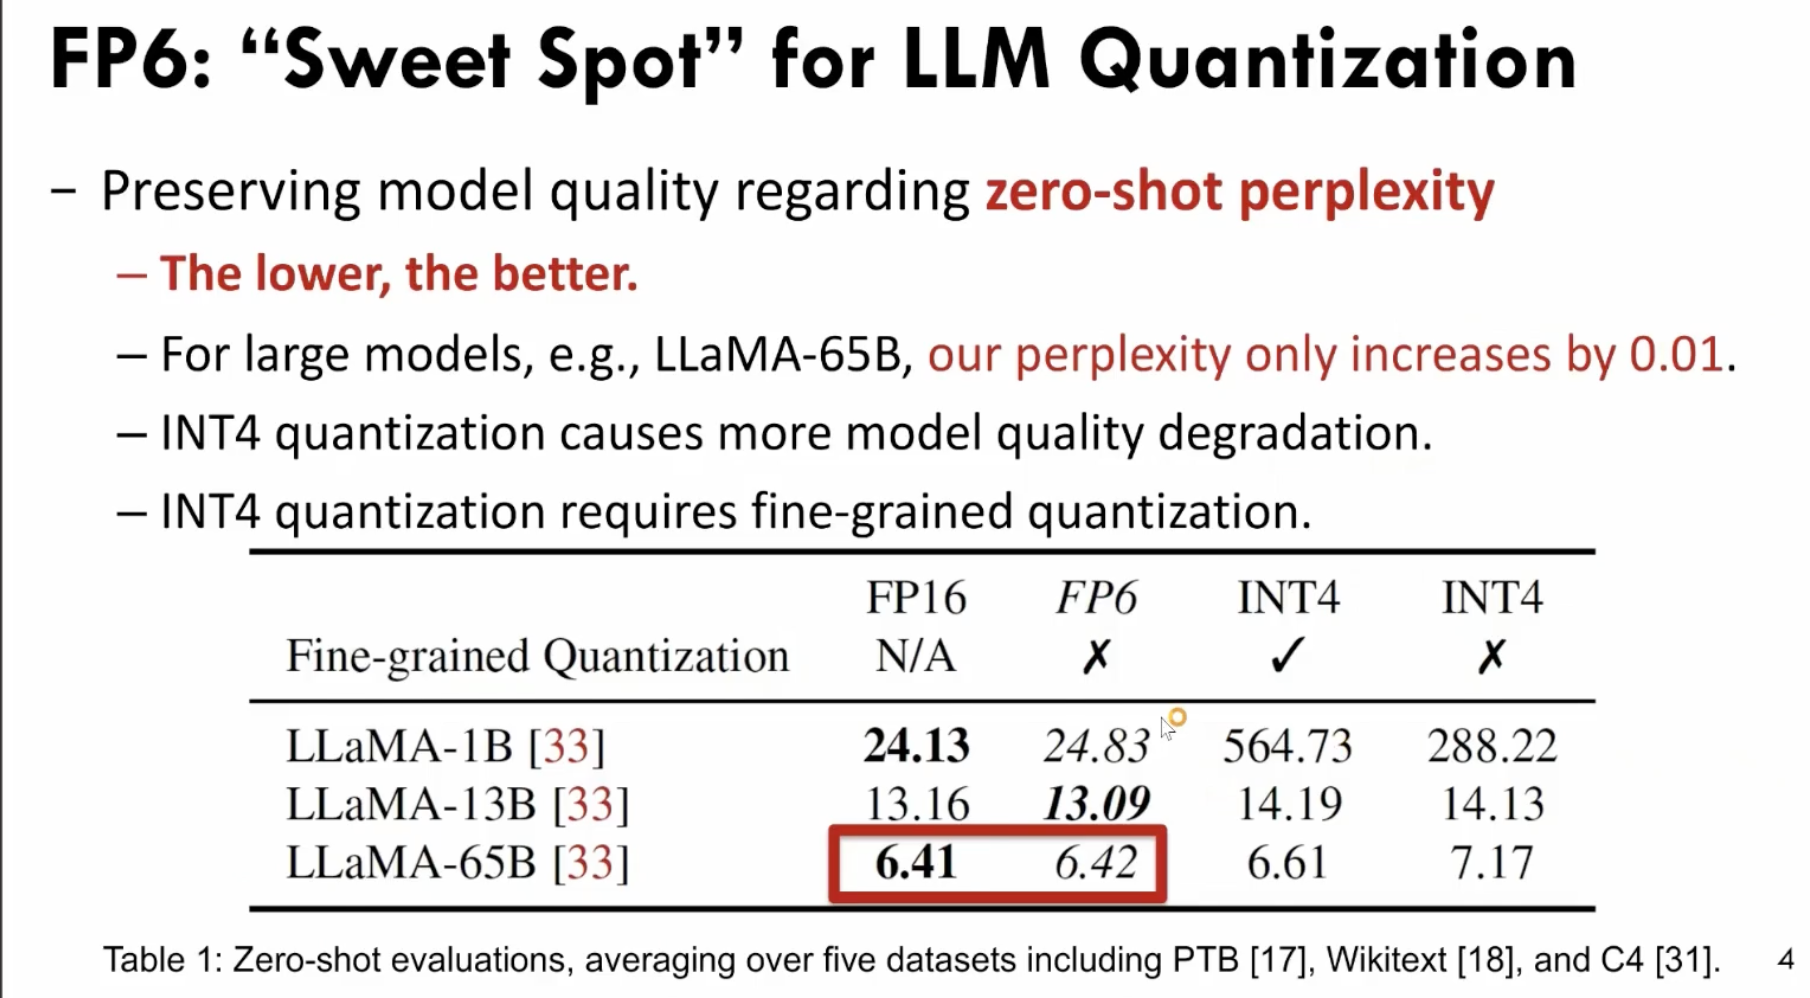 FP6: “Sweet Spot” for LLM Quantization
– Preserving model quality regarding zero-shot perplexity
– The lower, the better.
– For large models, e.g., LLaMA-65B, our perplexity only increases by 0.01.
– INT4 quantization causes more model quality degradation.
– INT4 quantization requires fine-grained quantization.
FP16 FP6 INT4 INT4
Fine-grained Quantization N/A ✗ ✓ ✗
LLaMA-1B [33] 24.13 24.83 564.73 288.22
LLaMA-13B [33] 13.16 13.09 14.19 14.13
LLaMA-65B [33] 6.41 6.42 6.61 7.17
Table 1: Zero-shot evaluations, averaging over five datasets including PTB [17], Wikitext [18], and C4 [31].
4